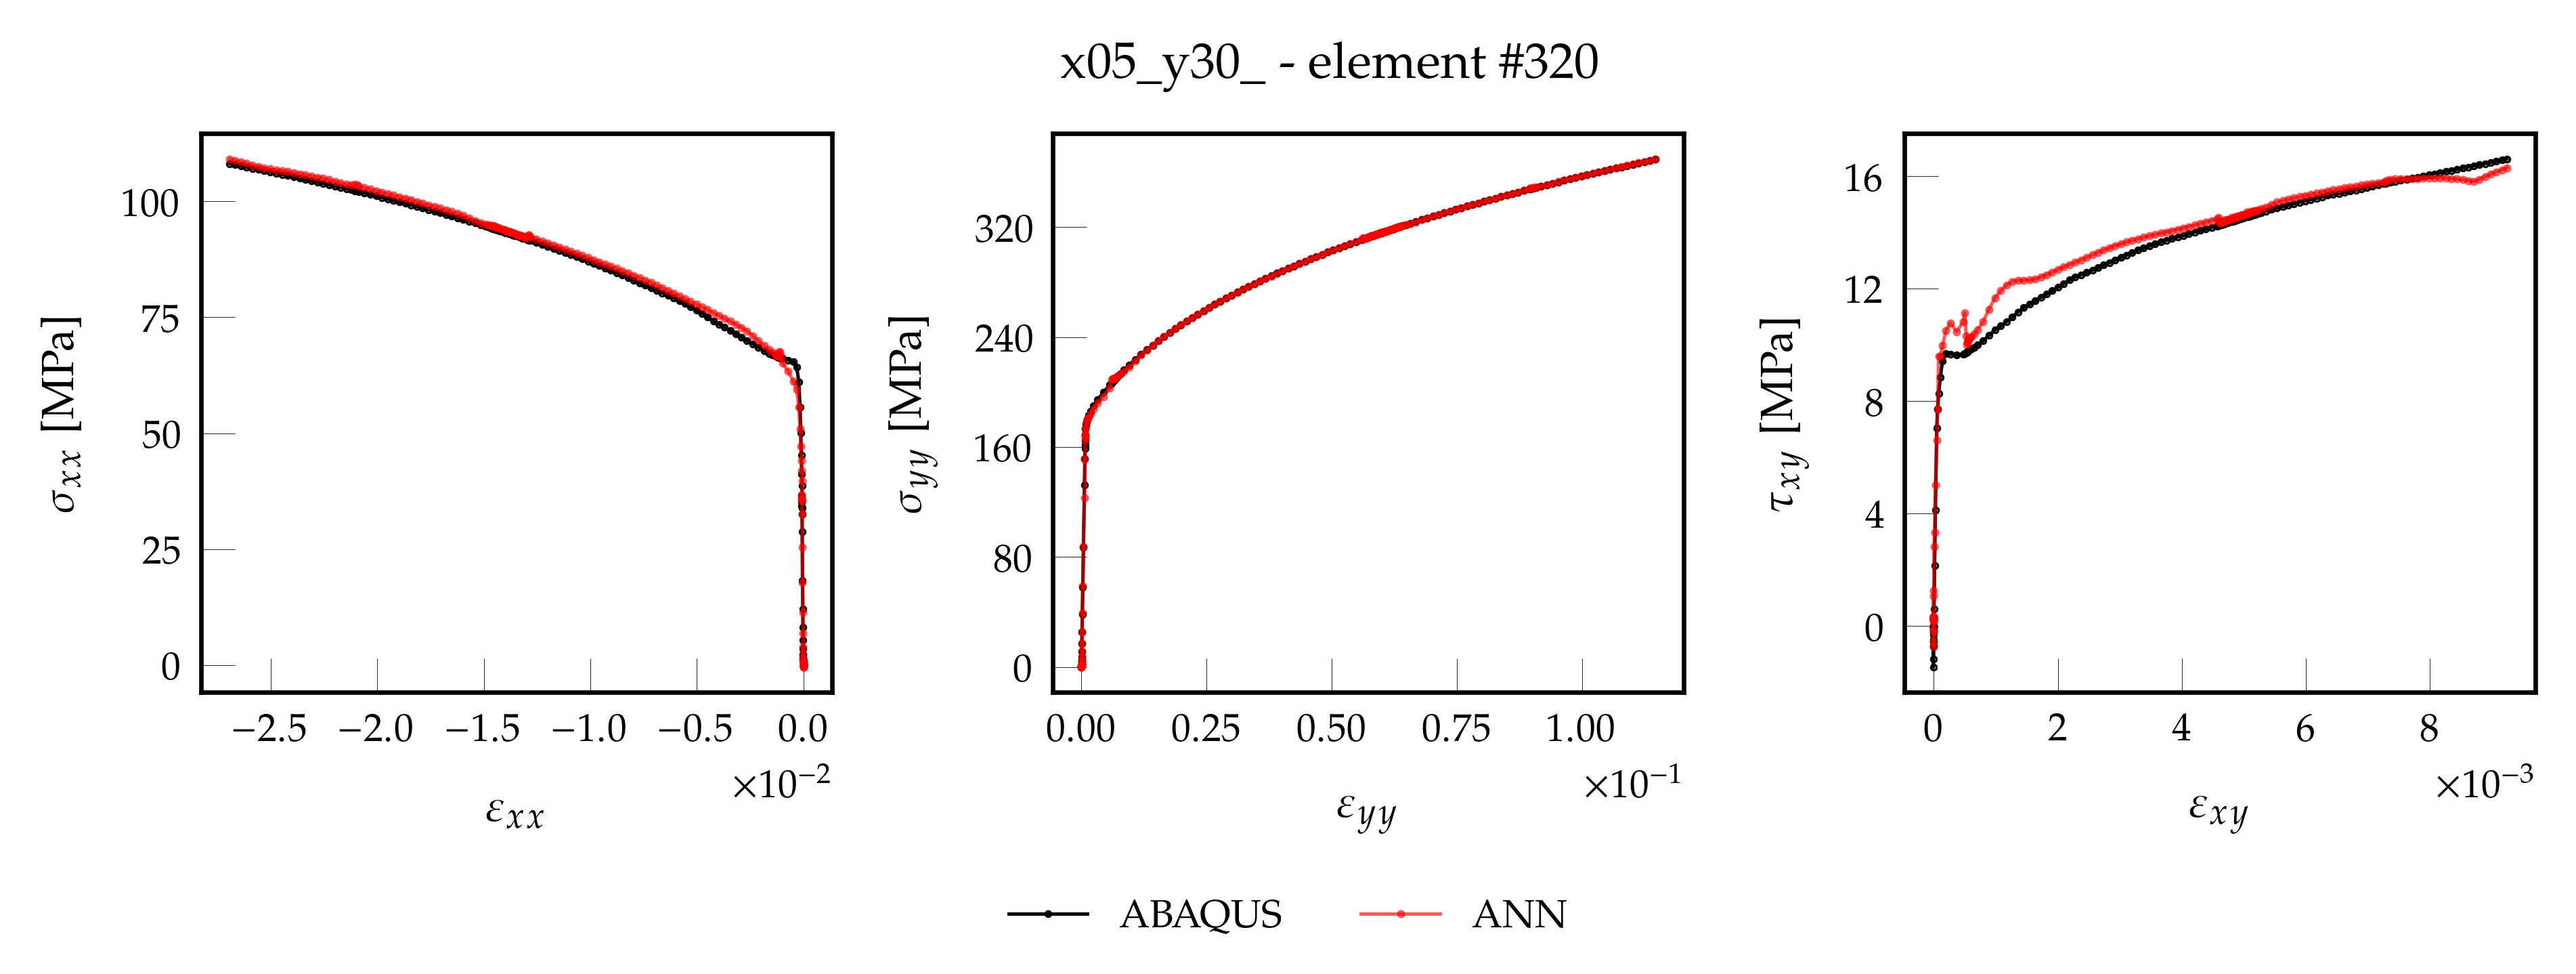 x05_y30_ - element #320
σxx [MPa]
100
75
50
25
0
−2.5 −2.0 −1.5 −1.0 −0.5 0.0
×10−2
εxx
σyy [MPa]
320
240
160
80
0
0.00 0.25 0.50 0.75 1.00
×10−1
εyy
τxy [MPa]
16
12
8
4
0
0 2 4 6 8
×10−3
εxy
ABAQUS ANN